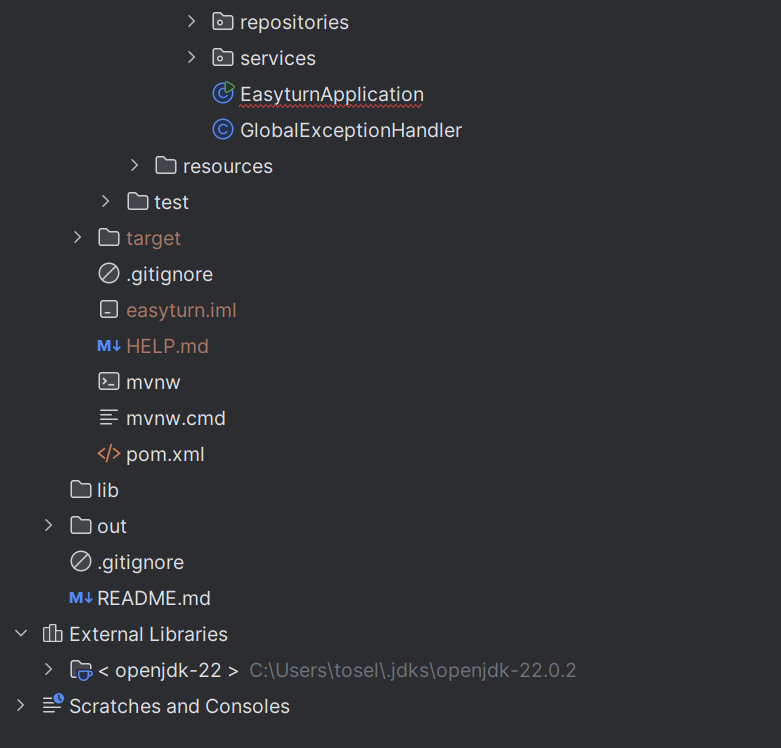 repositories
services
EasyturnApplication
GlobalExceptionHandler
resources
test
target
.gitignore
easyturn.iml
M↓ HELP.md
mvnw
mvnw.cmd
</> pom.xml
lib
out
.gitignore
M↓ README.md
External Libraries
< openjdk-22 > C:\Users\tosel\.jdks\openjdk-22.0.2
Scratches and Consoles